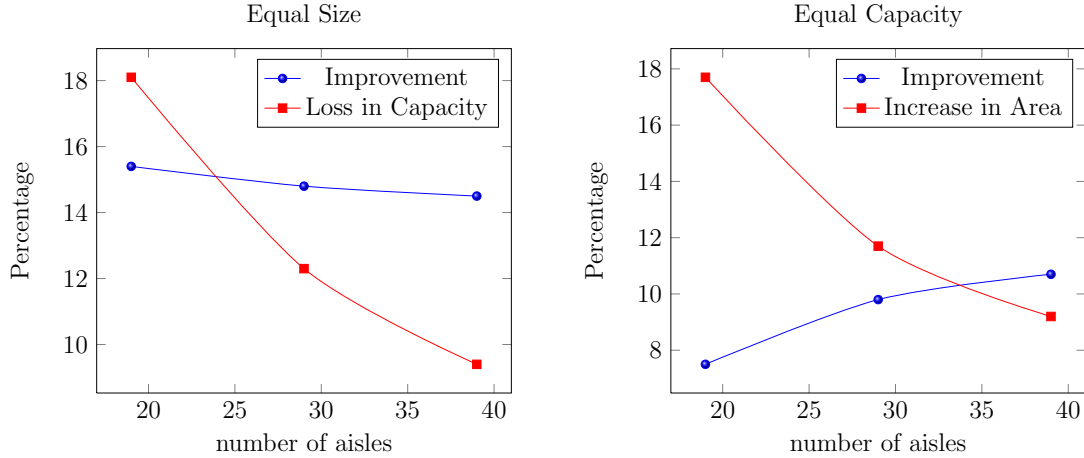 Equal Size
Improvement
Loss in Capacity
18
16
14
12
10
Percentage
20 25 30 35 40
number of aisles
Equal Capacity
Improvement
Increase in Area
18
16
14
12
10
8
Percentage
20 25 30 35 40
number of aisles